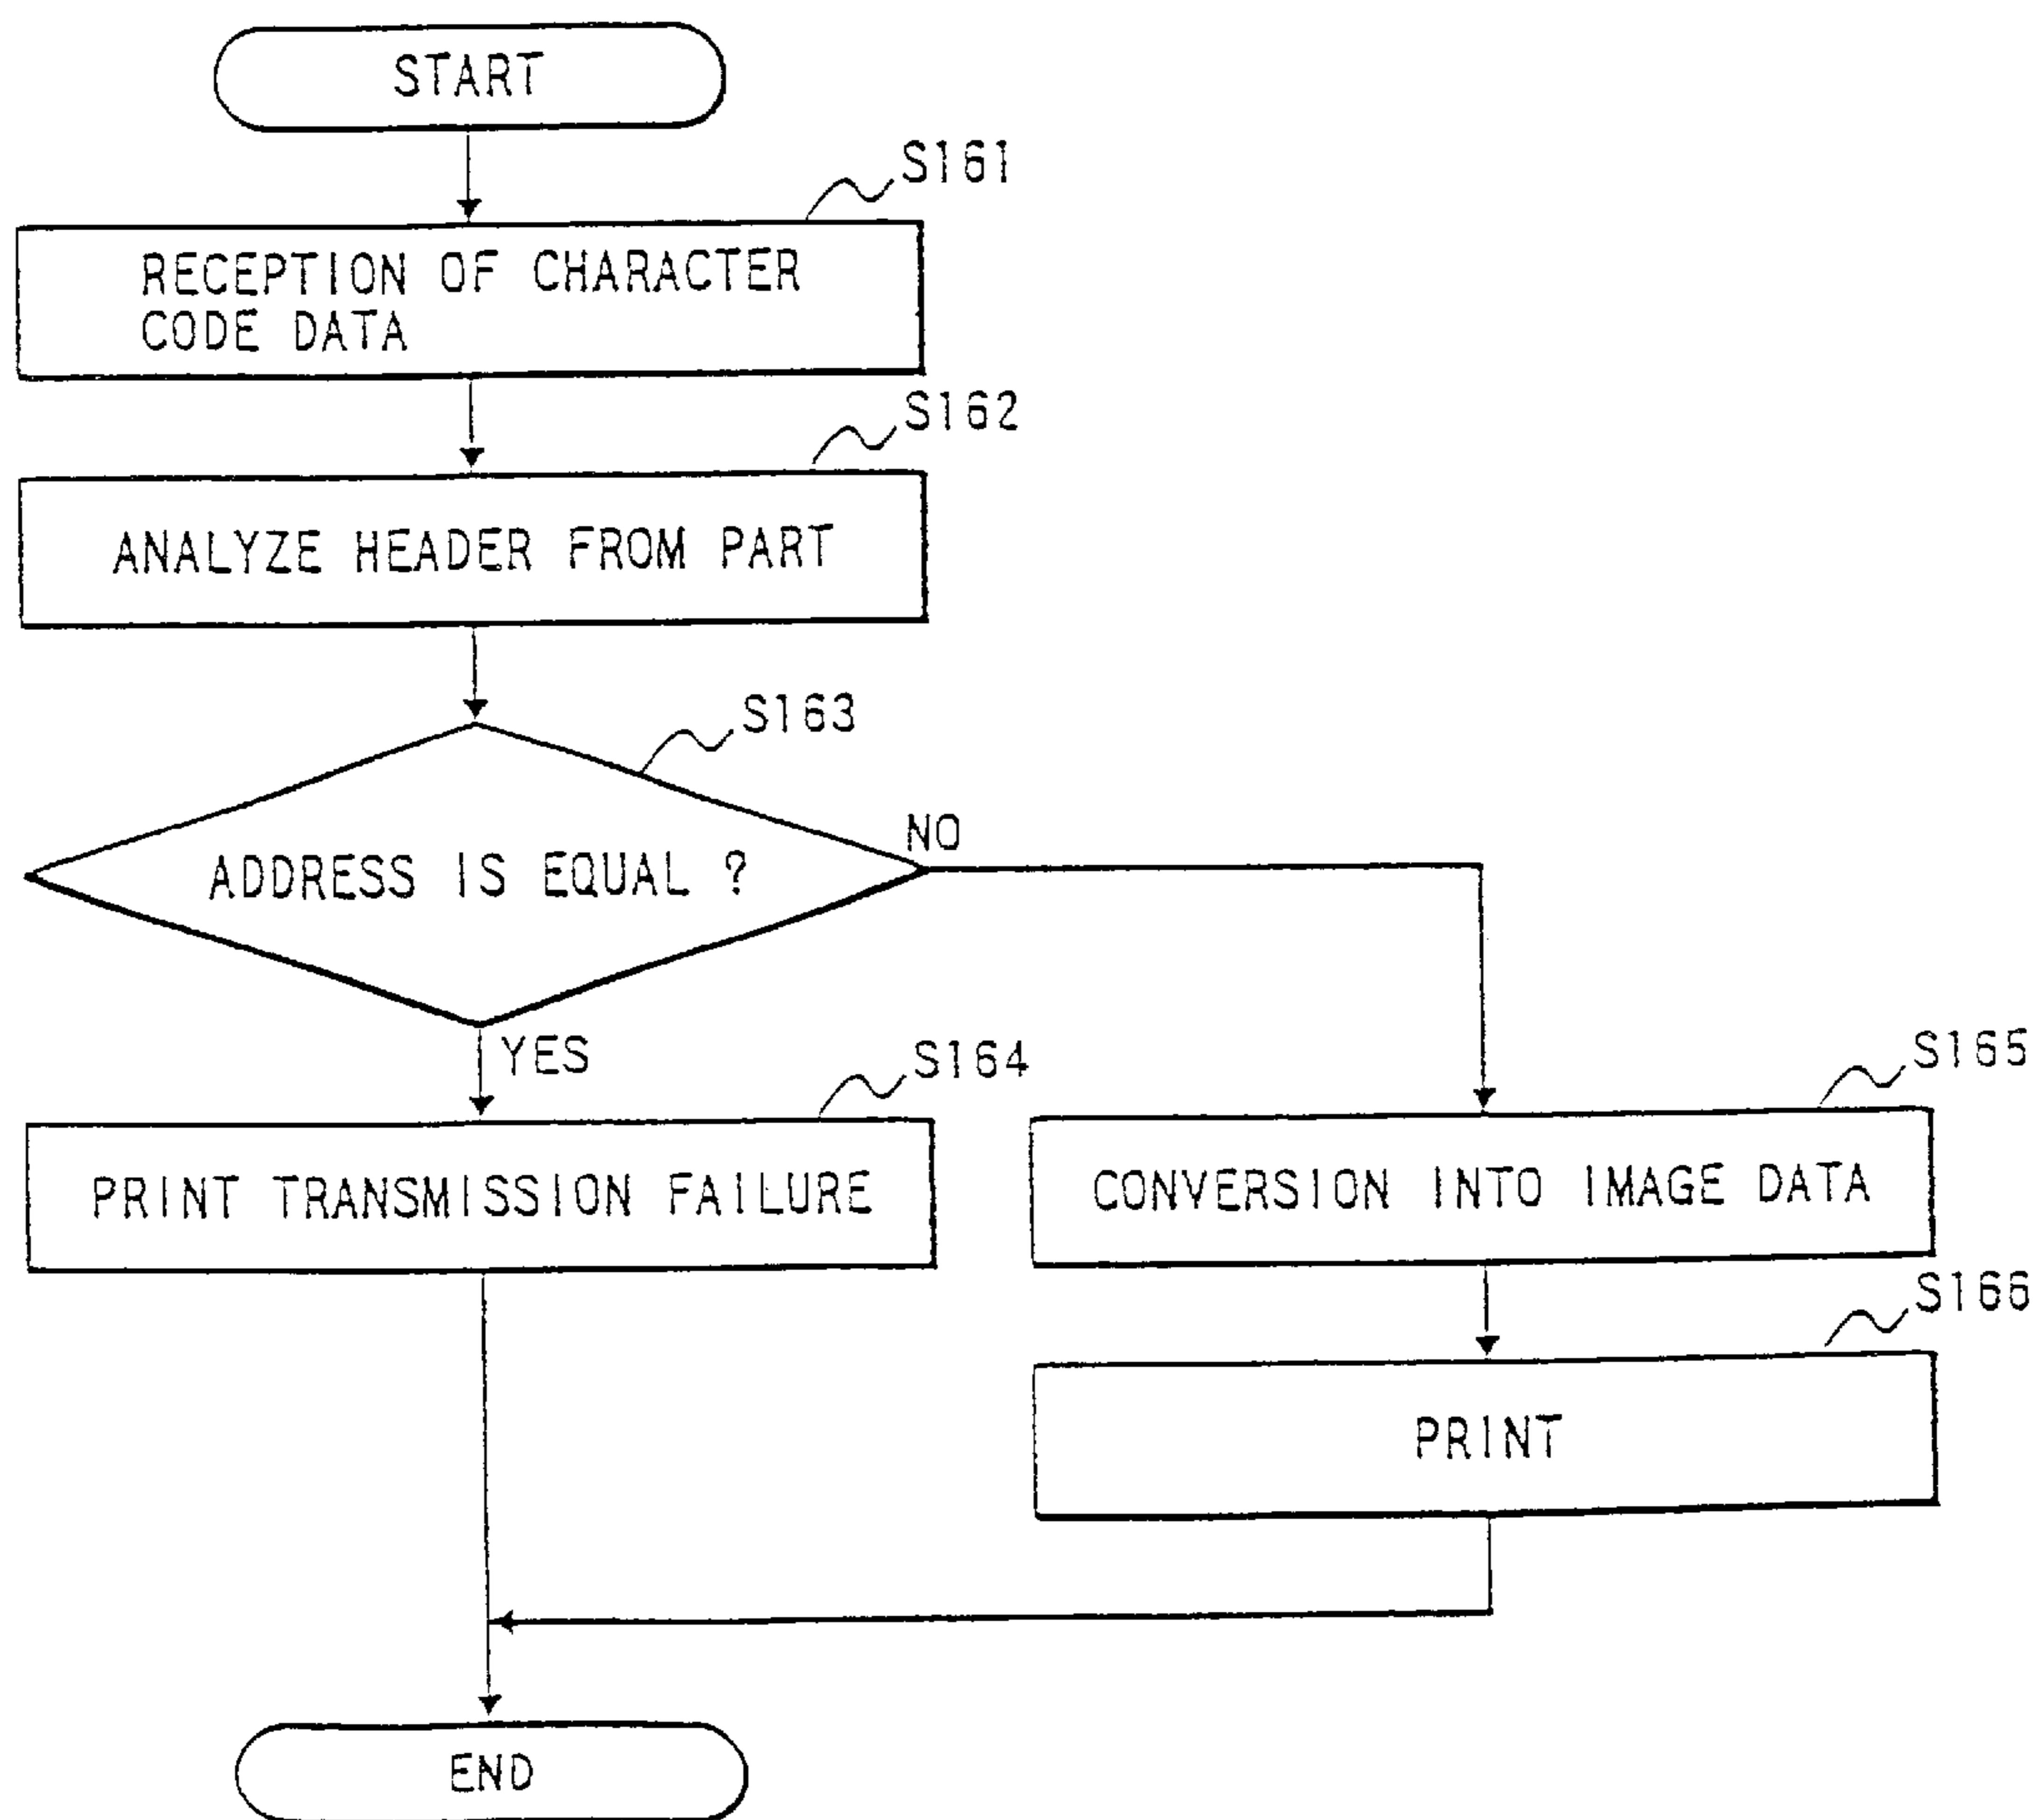 START
S161
RECEPTION OF CHARACTER
CODE DATA
S162
ANALYZE HEADER FROM PART
S163
ADDRESS IS EQUAL ?
NO
YES
S164
PRINT TRANSMISSION FAILURE
S165
CONVERSION INTO IMAGE DATA
S166
PRINT
END